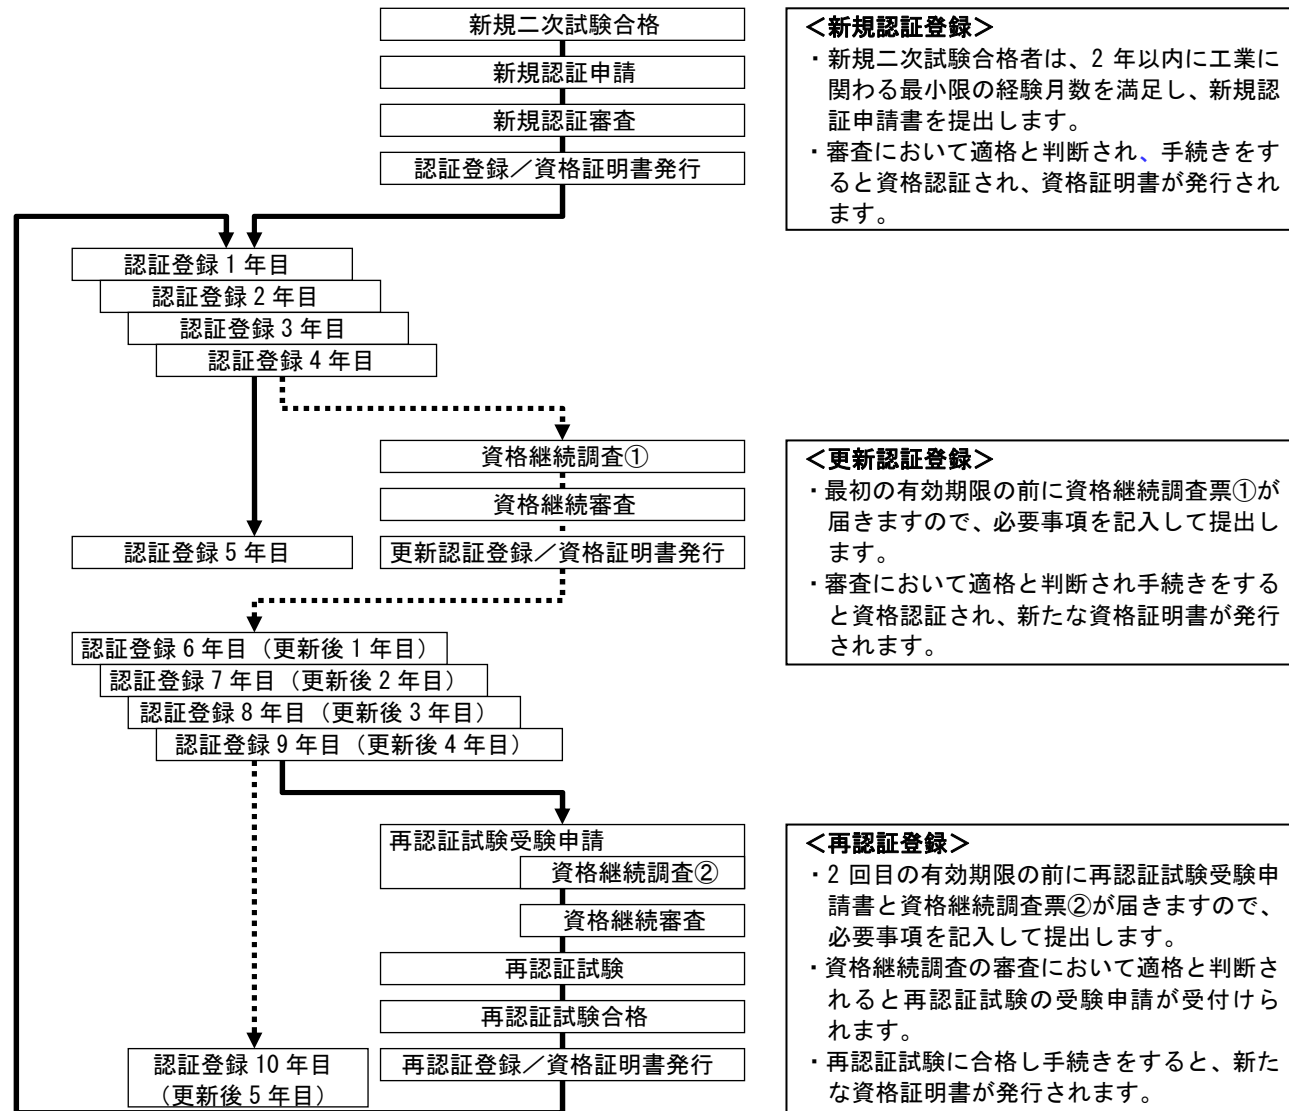 新規二次試験合格
新規認証申請
新規認証審査
認証登録／資格証明書発行
＜新規認証登録＞
・新規二次試験合格者は、2 年以内に工業に
関わる最小限の経験月数を満足し、新規認
証申請書を提出します。
・審査において適格と判断され、手続きをす
ると資格認証され、資格証明書が発行され
ます。
認証登録 1 年目
認証登録 2 年目
認証登録 3 年目
認証登録 4 年目
資格継続調査①
資格継続審査
認証登録 5 年目
更新認証登録／資格証明書発行
＜更新認証登録＞
・最初の有効期限の前に資格継続調査票①が
届きますので、必要事項を記入して提出し
ます。
・審査において適格と判断され手続きをする
と資格認証され、新たな資格証明書が発行
されます。
認証登録 6 年目（更新後 1 年目）
認証登録 7 年目（更新後 2 年目）
認証登録 8 年目（更新後 3 年目）
認証登録 9 年目（更新後 4 年目）
再認証試験受験申請
資格継続調査②
資格継続審査
再認証試験
再認証試験合格
認証登録 10 年目
（更新後 5 年目）
再認証登録／資格証明書発行
＜再認証登録＞
・2 回目の有効期限の前に再認証試験受験申
請書と資格継続調査票②が届きますので、
必要事項を記入して提出します。
・資格継続調査の審査において適格と判断さ
れると再認証試験の受験申請が受付けら
れます。
・再認証試験に合格し手続きをすると、新た
な資格証明書が発行されます。